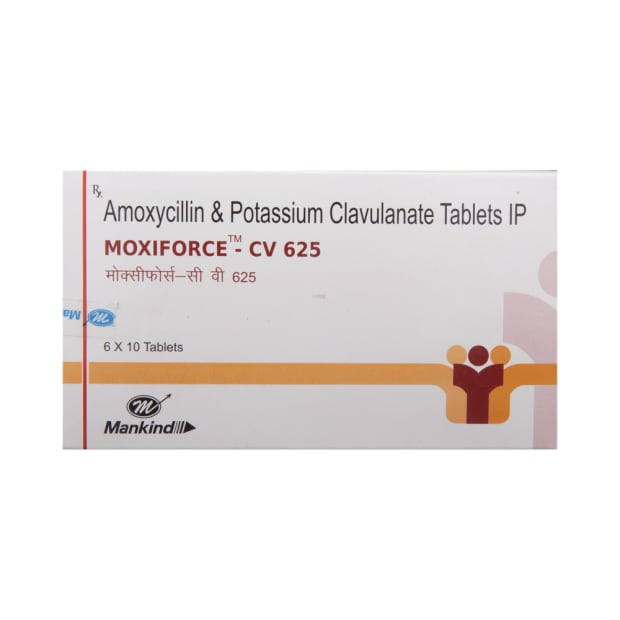 Rx
Amoxycillin & Potassium Clavulanate Tablets IP
MOXIFORCE™- CV 625
मोक्सीफोर्स–सी वी 625
6 X 10 Tablets
Mankind